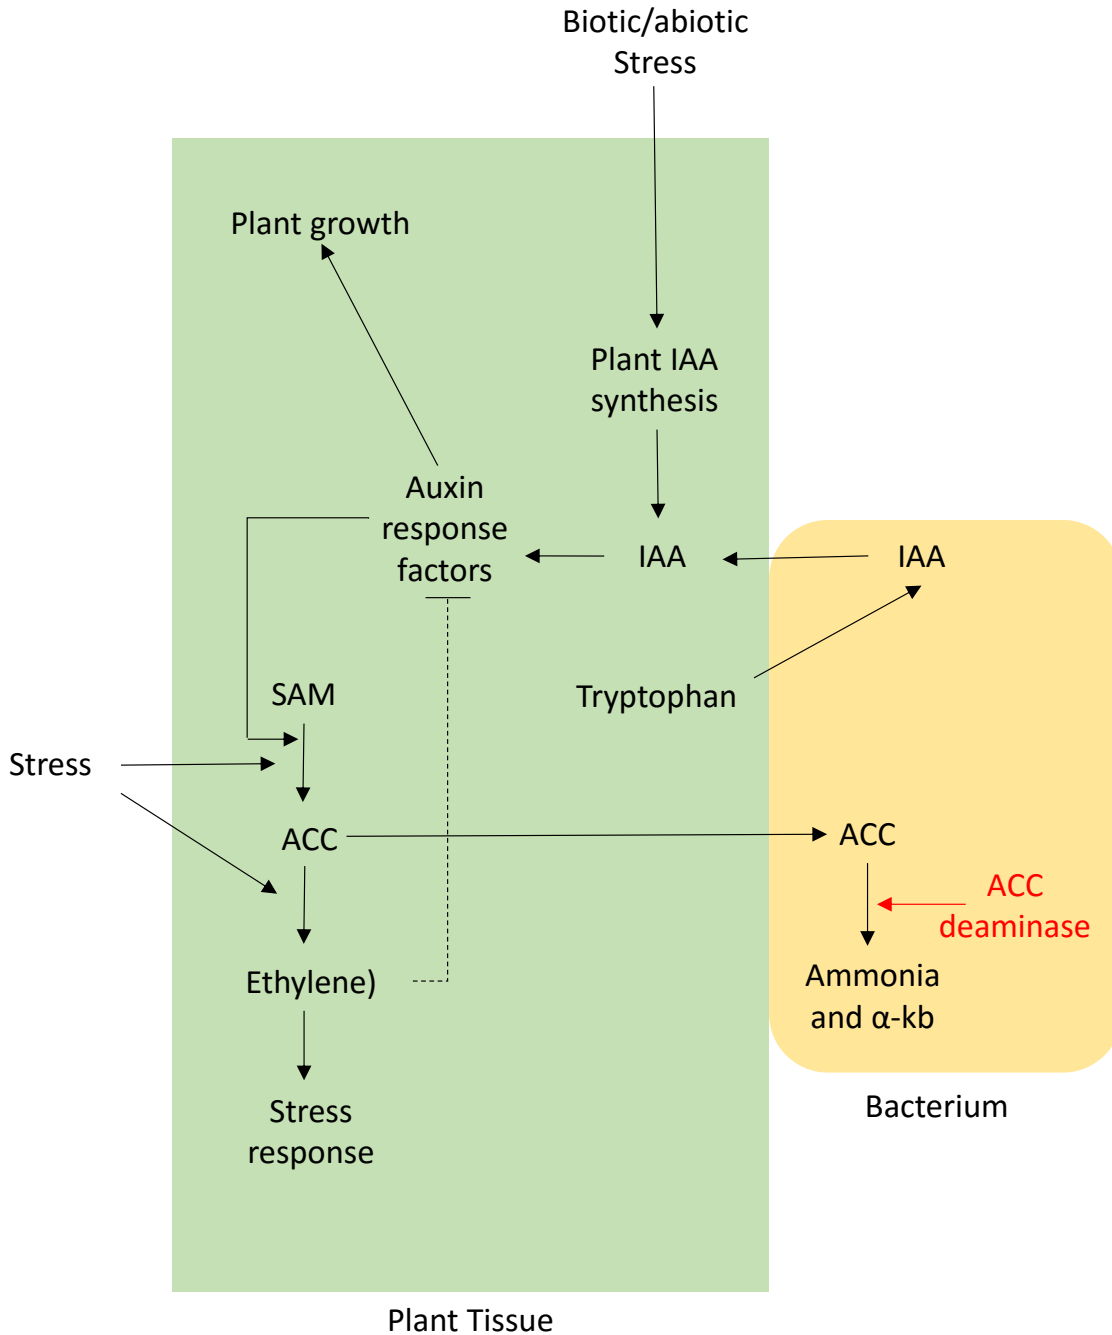 Biotic/abiotic
Stress
Plant growth
Plant IAA
synthesis
Auxin
response
factors
IAA
IAA
SAM
Tryptophan
Stress
ACC
ACC
ACC
deaminase
Ethylene)
Ammonia
and α-kb
Stress
response
Bacterium
Plant Tissue